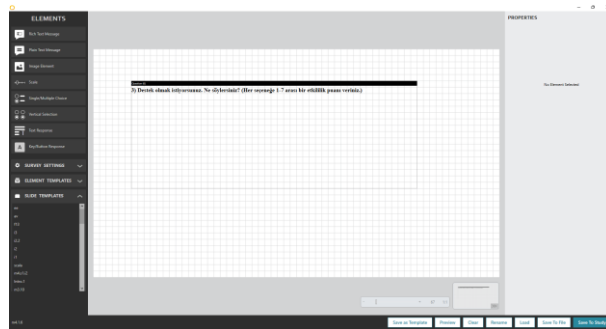 ELEMENTS
Rich Text Message
Plain Text Message
Image Element
Scale
Single/Multiple Choice
Vertical Selection
Text Response
Key/Button Response
SURVEY SETTINGS
ELEMENT TEMPLATES
SLIDE TEMPLATES
3) Destek olmak istiyorsunuz. Ne söylersiniz? (Her seçeneğe 1-7 arası bir etkililik puanı veriniz.)
PROPERTIES
No Element Selected
Save as Template
Preview
Clear
Rename
Load
Save To File
Save To Study